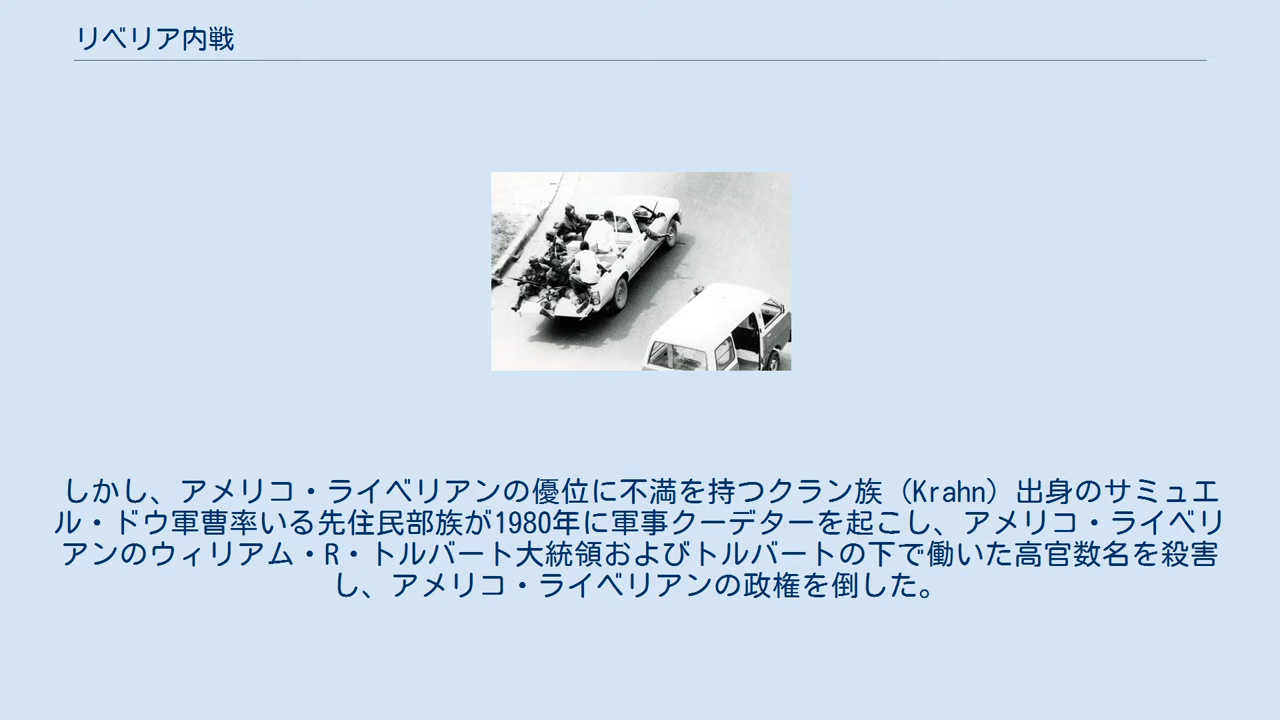 リベリア内戦
しかし、アメリコ・ライベリアンの優位に不満を持つクラン族（Krahn）出身のサミュエ
ル・ドウ軍曹率いる先住民部族が1980年に軍事クーデターを起こし、アメリコ・ライベリ
アンのウィリアム・R・トルバート大統領およびトルバートの下で働いた高官数名を殺害
し、アメリコ・ライベリアンの政権を倒した。